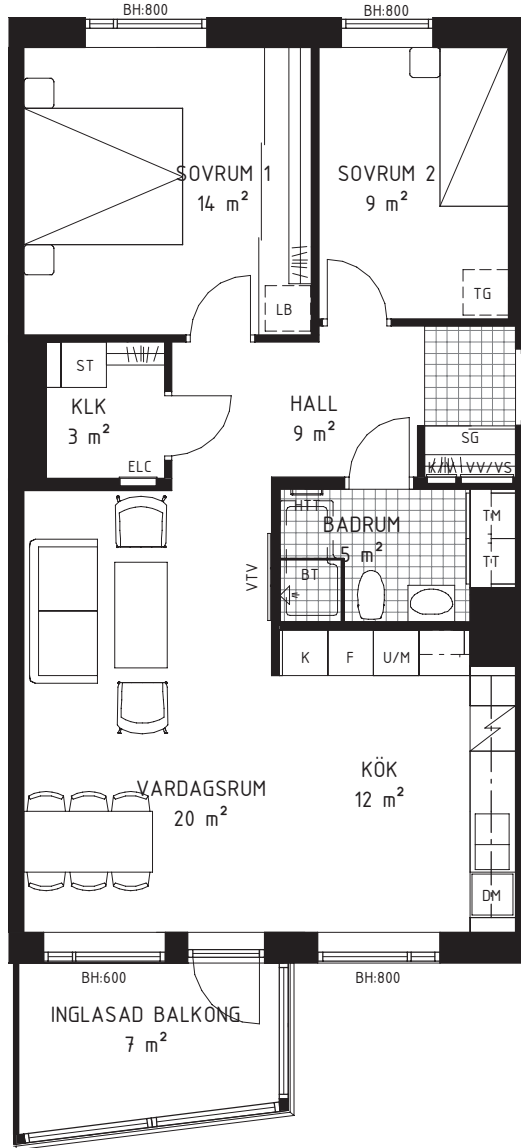 BH:800
BH:800
SOVRUM 1
14 m²
SOVRUM 2
9 m²
LB
TG
ST
KLK
3 m²
ELC
HALL
9 m²
SG
K/IV VV/VS
HTT
BADRUM
5 m²
TM
TT
BT
VTV
K
F
U/M
VARDAGSRUM
20 m²
KÖK
12 m²
DM
BH:600
BH:800
INGLASAD BALKONG
7 m²